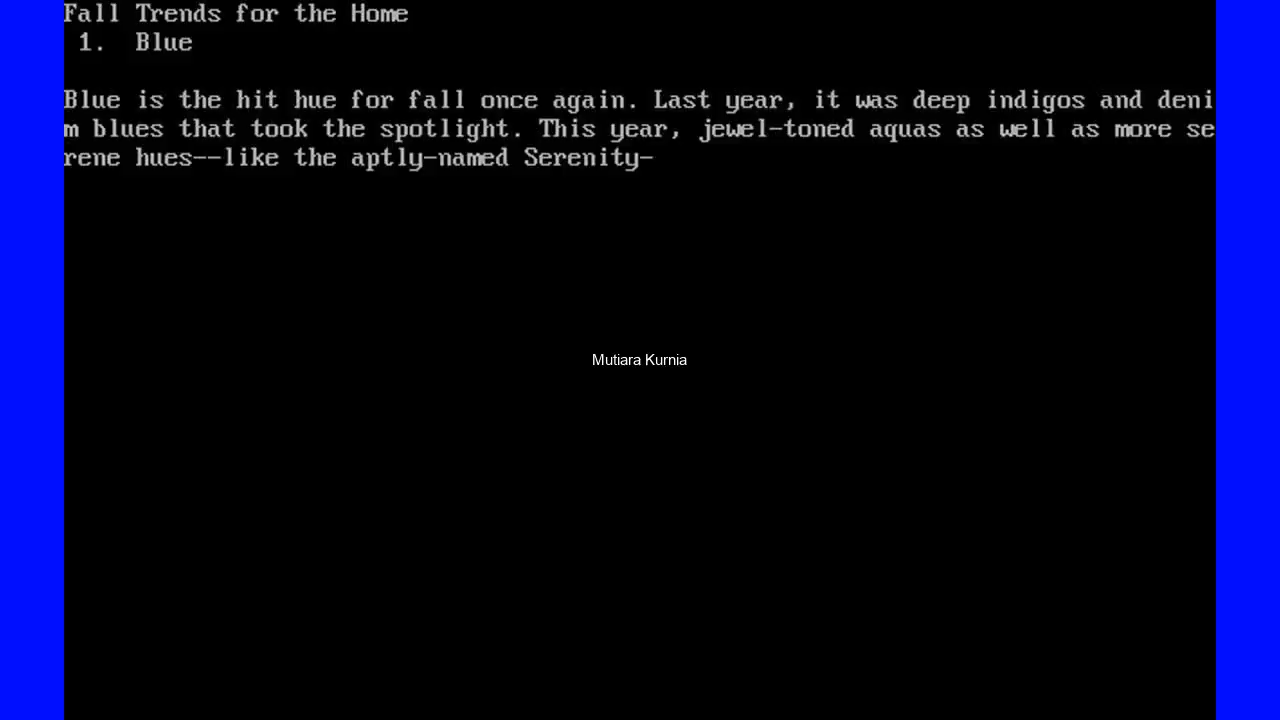 Fall Trends for the Home
1. Blue
Blue is the hit hue for fall once again. Last year, it was deep indigos and deni
m blues that took the spotlight. This year, jewel-toned aquas as well as more se
rene hues--like the aptly-named Serenity-
Mutiara Kurnia